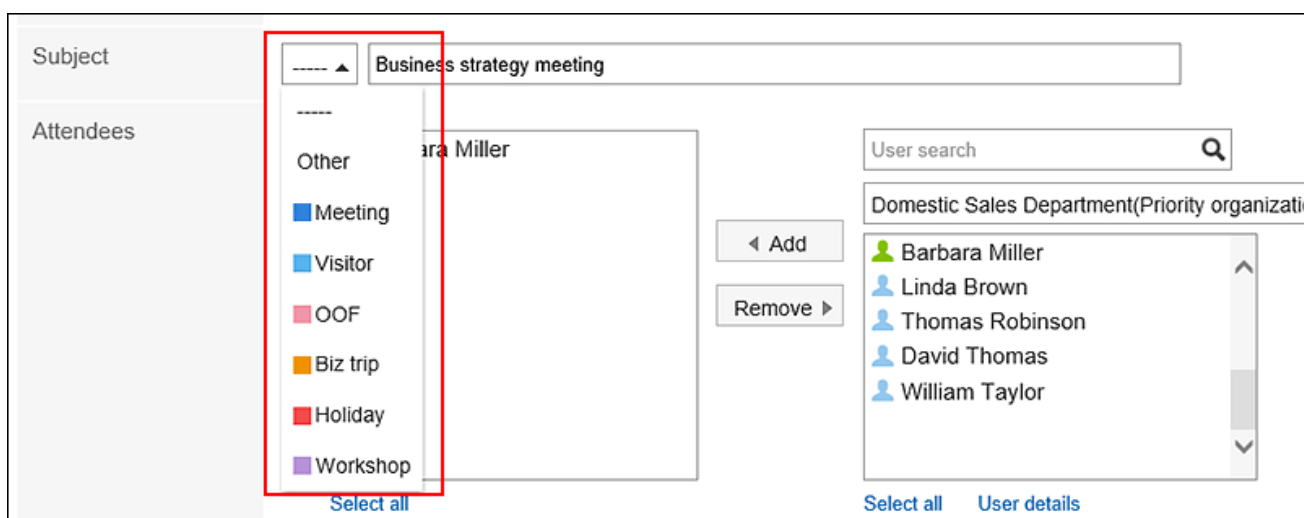 Subject
-----
Business strategy meeting
-----
Other
Meeting
Visitor
OOF
Biz trip
Holiday
Workshop
Attendees
ara Miller
Select all
Add
Remove
User search
Domestic Sales Department(Priority organizati
Barbara Miller
Linda Brown
Thomas Robinson
David Thomas
William Taylor
Select all
User details